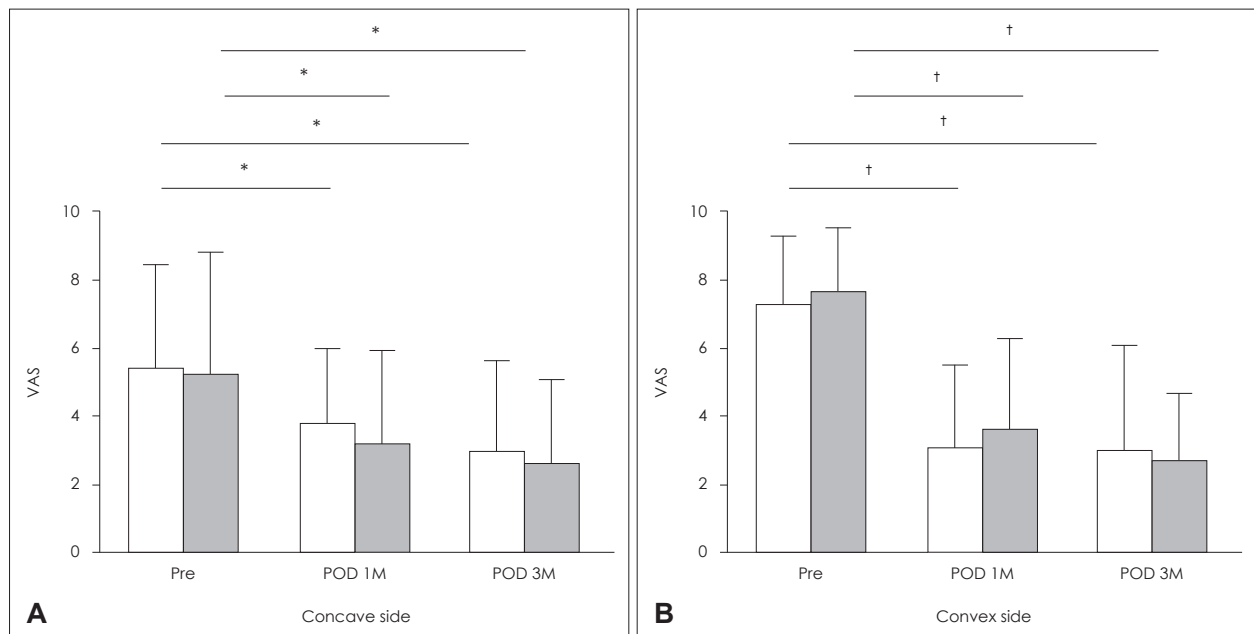 *
*
*
*
10
8
6
4
2
0
VAS
Pre
POD 1M
POD 3M
Concave side
A
†
†
†
†
10
8
6
4
2
0
VAS
Pre
POD 1M
POD 3M
Convex side
B